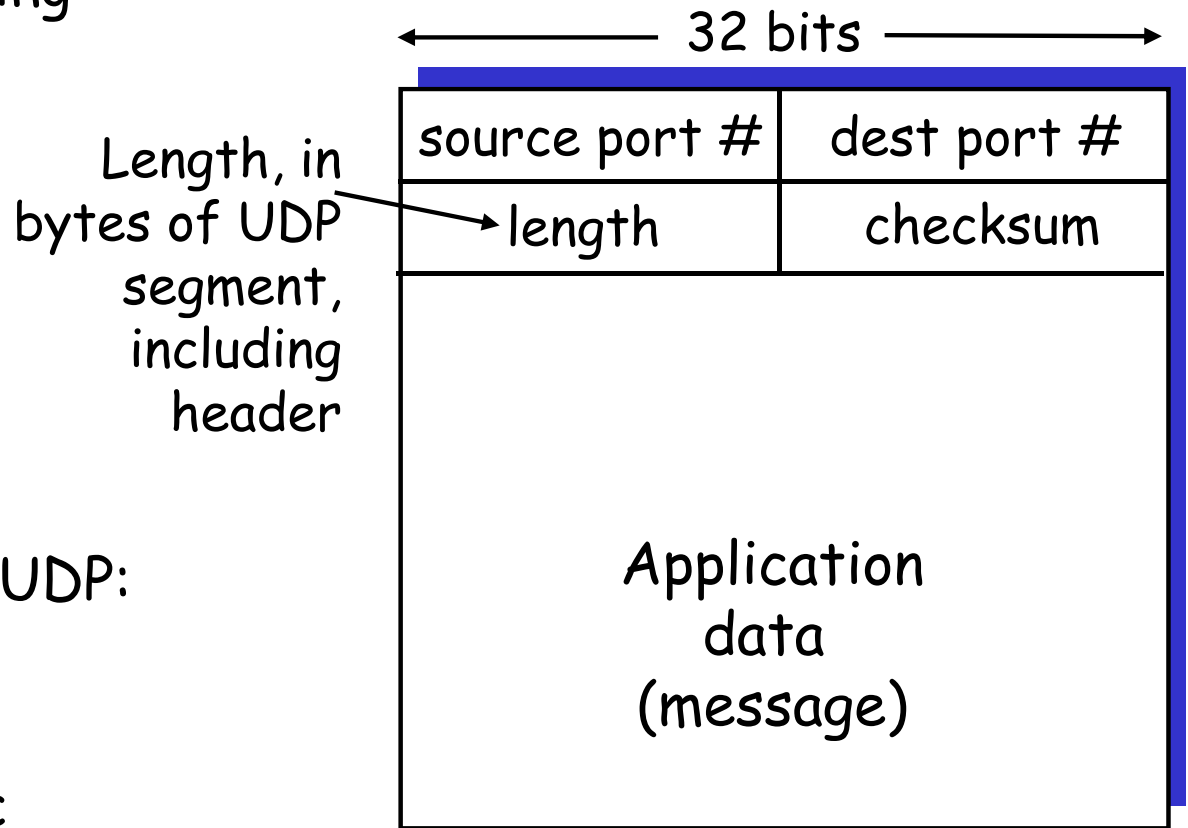 32 bits
source port # dest port #
Length, in
bytes of UDP
segment,
including
header
length checksum
UDP:
Application
data
(message)